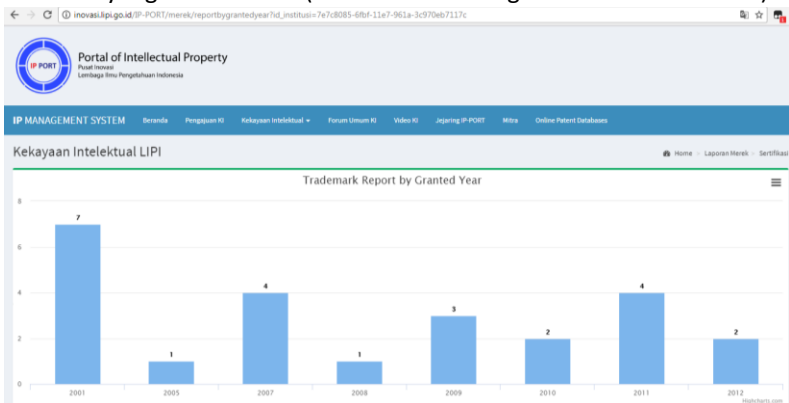 inovasi.lipi.go.id/IP-PORT/merek/reportbygrantedyear?id_institusi=7e7c8085-6fbf-11e7-961a-3c970eb7117c
IP PORT
Portal of Intellectual Property
Pusat Inovasi
Lembaga Ilmu Pengetahuan Indonesia
IP MANAGEMENT SYSTEM Beranda Pengajuan KI Kekayaan Intelektual Forum Umum KI Video KI Jejaring IP-PORT Mitra Online Patent Databases
Kekayaan Intelektual LIPI
Home Laporan Merek Sertifikasi
Trademark Report by Granted Year
8
7
6
4
4
4
3
2
2
2
1
1
0
2001 2005 2007 2008 2009 2010 2011 2012
Highcharts.com